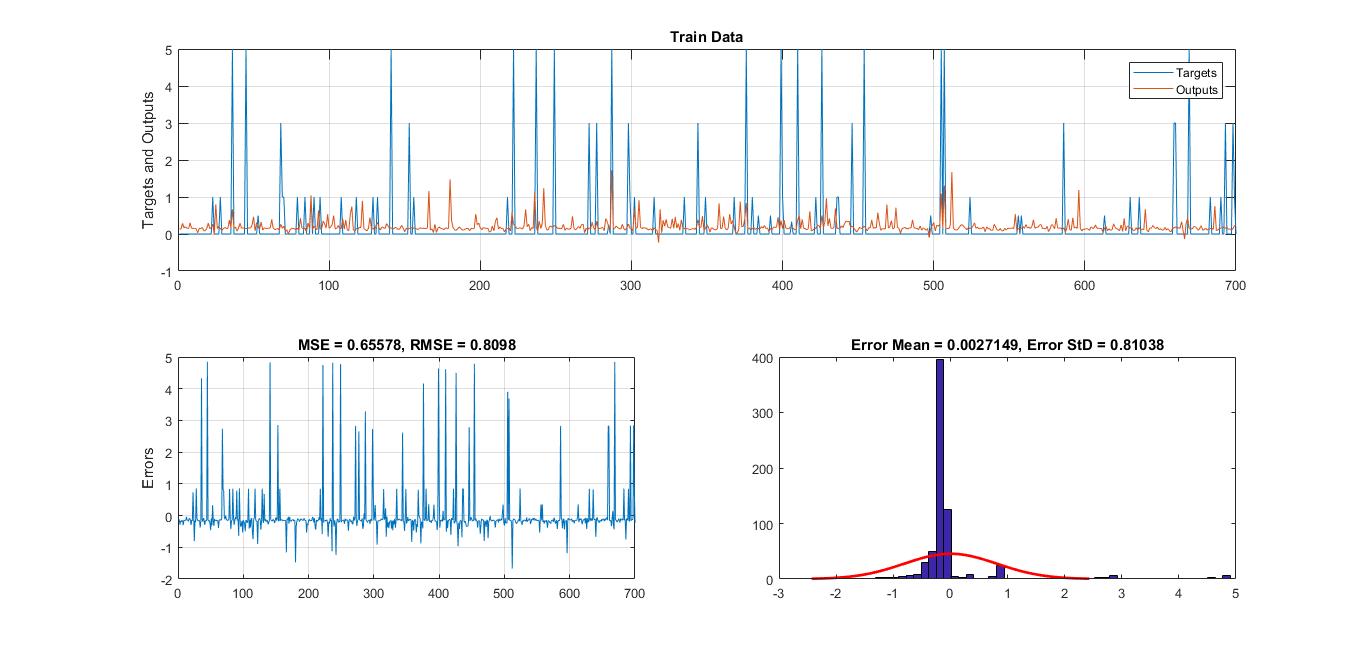 Train Data
Targets and Outputs
5
4
3
2
1
0
-1
Targets
Outputs
0 100 200 300 400 500 600 700
MSE = 0.65578, RMSE = 0.8098
Errors
5
4
3
2
1
0
-1
-2
0 100 200 300 400 500 600 700
Error Mean = 0.0027149, Error StD = 0.81038
400
300
200
100
0
-3 -2 -1 0 1 2 3 4 5